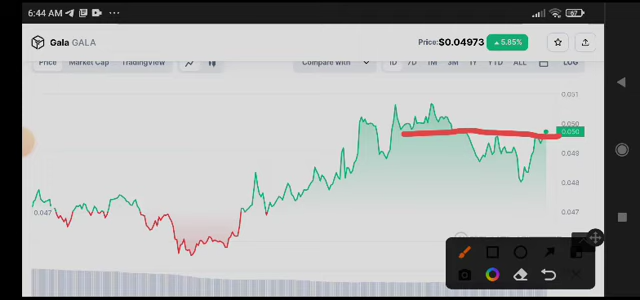 6:44 AM
67
Gala GALA
Price:$0.04973 ▲5.85%
Price Market Cap TradingView
Compare With 1D 7D 1M 3M 1Y YTD ALL LOG
0.051
0.050
0.050
0.049
0.048
0.047
0.047